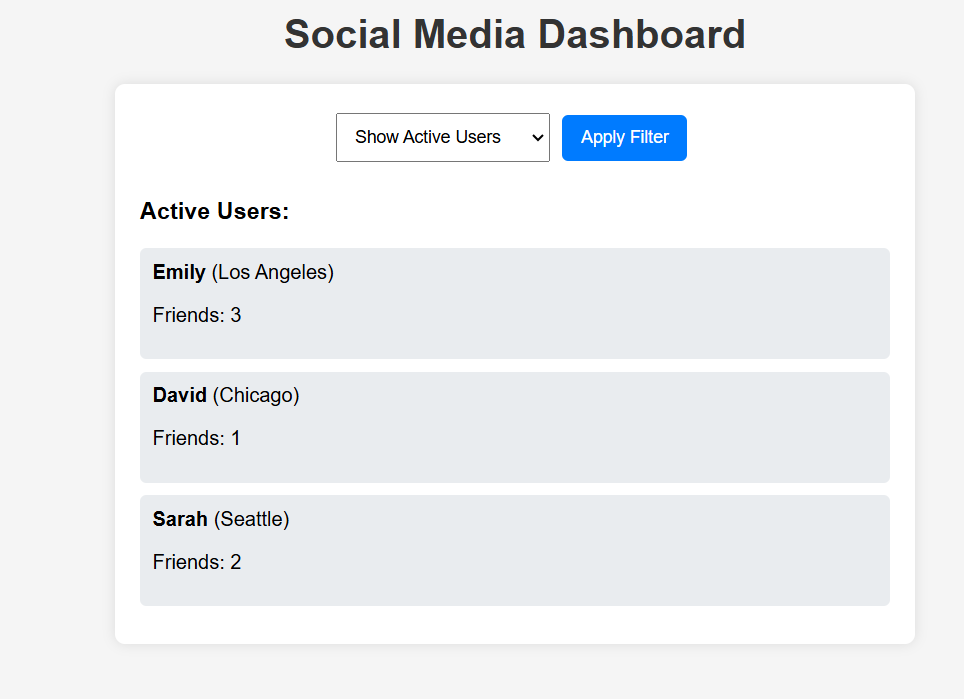 Social Media Dashboard
Show Active Users
Apply Filter
Active Users:
Emily (Los Angeles)
Friends: 3
David (Chicago)
Friends: 1
Sarah (Seattle)
Friends: 2